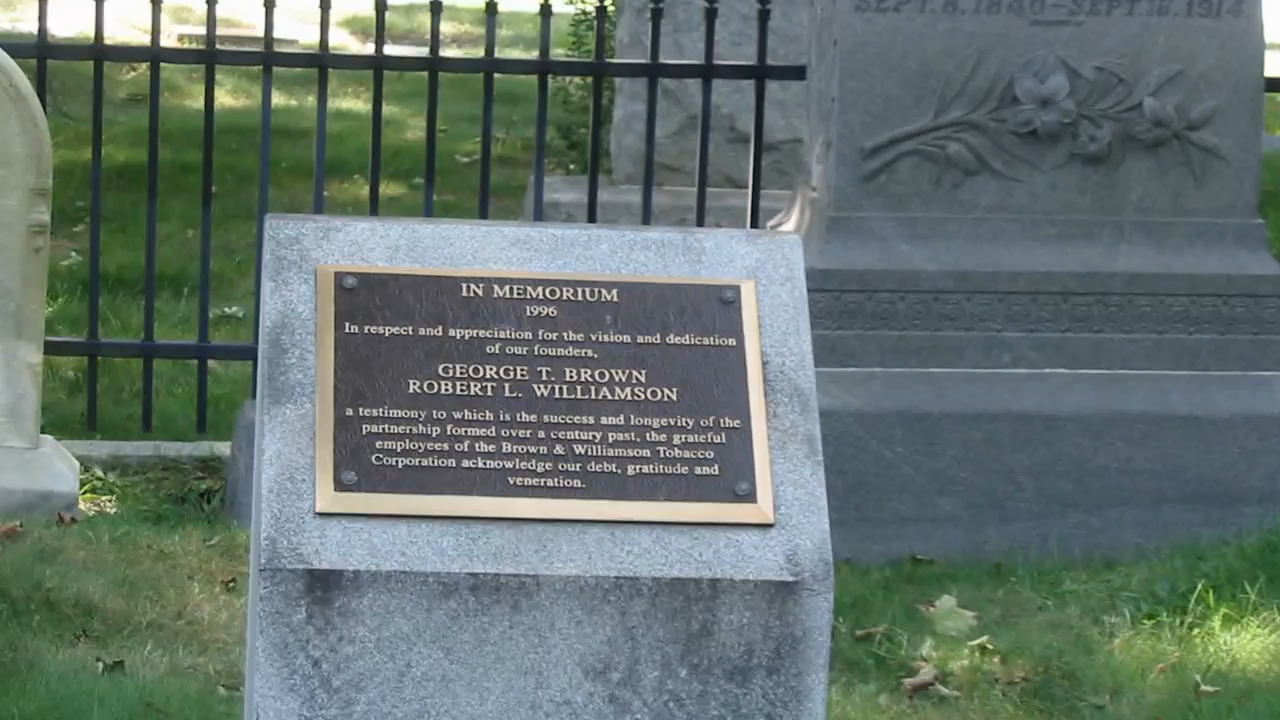 SEPT. 8, 1840–SEPT. 16, 1914
IN MEMORIUM
1996
In respect and appreciation for the vision and dedication
of our founders,
GEORGE T. BROWN
ROBERT L. WILLIAMSON
a testimony to which is the success and longevity of the
partnership formed over a century past, the grateful
employees of the Brown & Williamson Tobacco
Corporation acknowledge our debt, gratitude and
veneration.